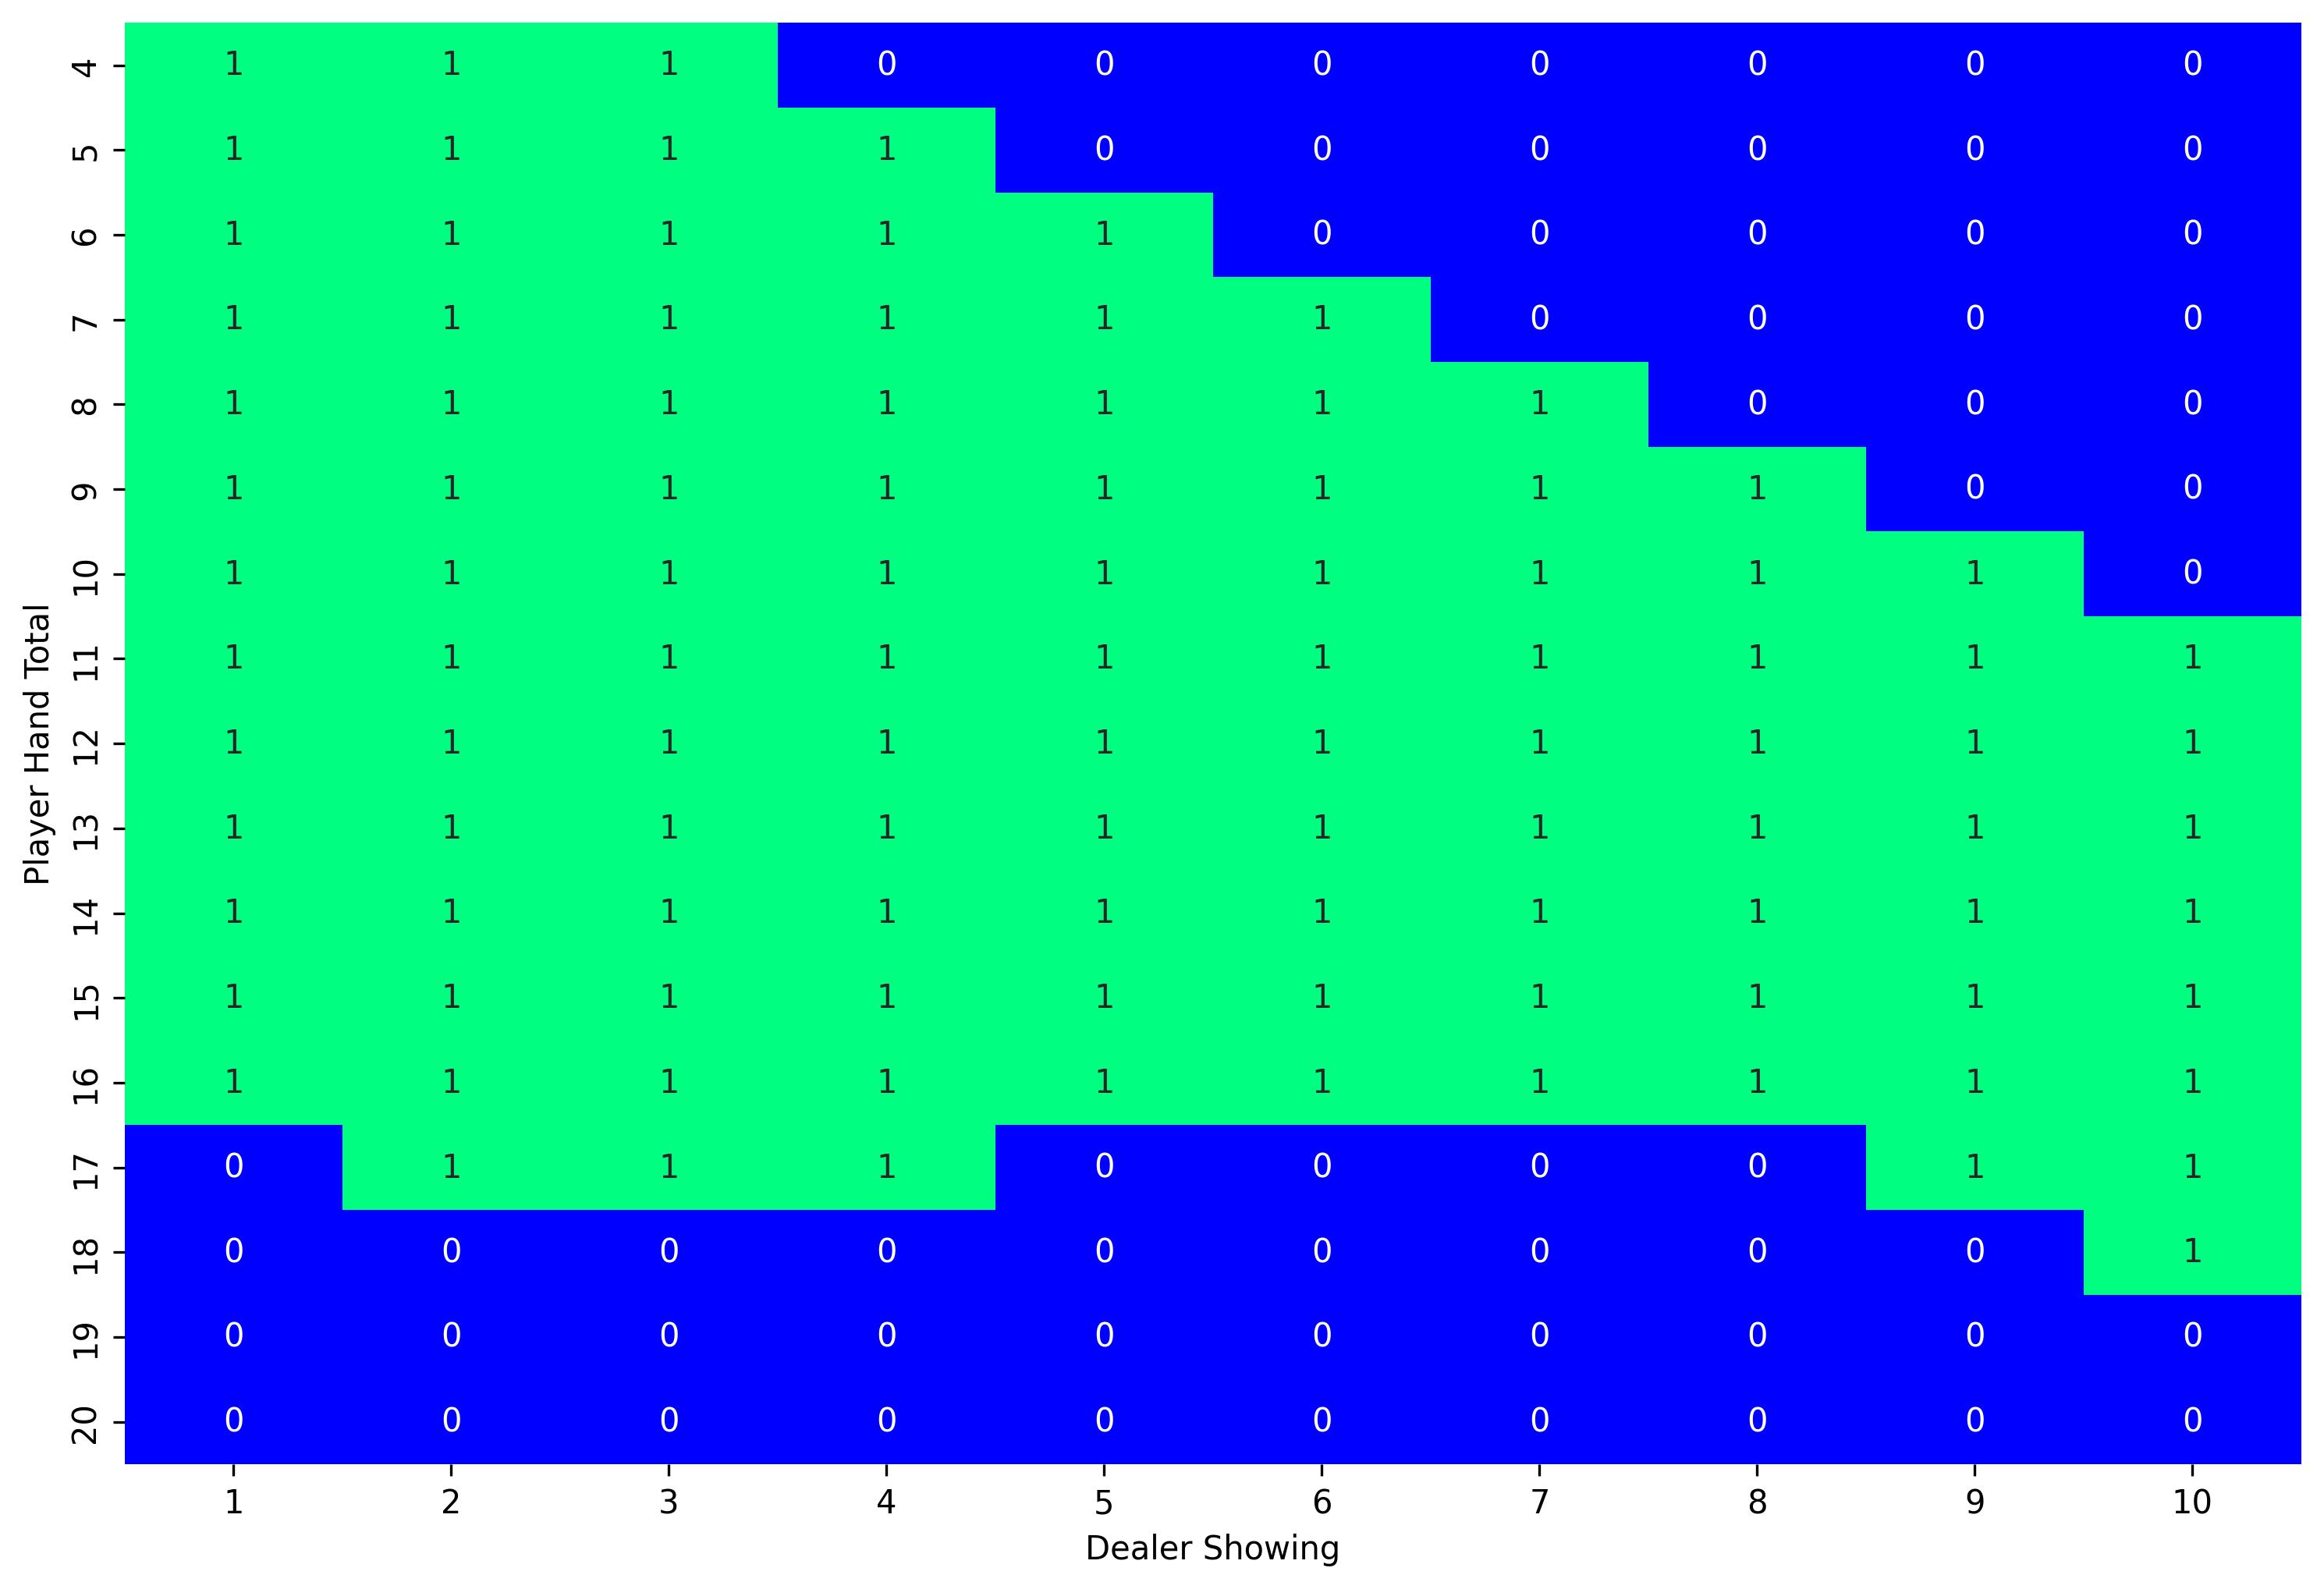 4 1 1 1 0 0 0 0 0 0 0
5 1 1 1 1 0 0 0 0 0 0
6 1 1 1 1 1 0 0 0 0 0
7 1 1 1 1 1 1 0 0 0 0
8 1 1 1 1 1 1 1 0 0 0
9 1 1 1 1 1 1 1 1 0 0
10 1 1 1 1 1 1 1 1 1 0
11 1 1 1 1 1 1 1 1 1 1
12 1 1 1 1 1 1 1 1 1 1
13 1 1 1 1 1 1 1 1 1 1
14 1 1 1 1 1 1 1 1 1 1
15 1 1 1 1 1 1 1 1 1 1
16 1 1 1 1 1 1 1 1 1 1
17 0 1 1 1 0 0 0 0 1 1
18 0 0 0 0 0 0 0 0 0 1
19 0 0 0 0 0 0 0 0 0 0
20 0 0 0 0 0 0 0 0 0 0
1 2 3 4 5 6 7 8 9 10
Dealer Showing
Player Hand Total